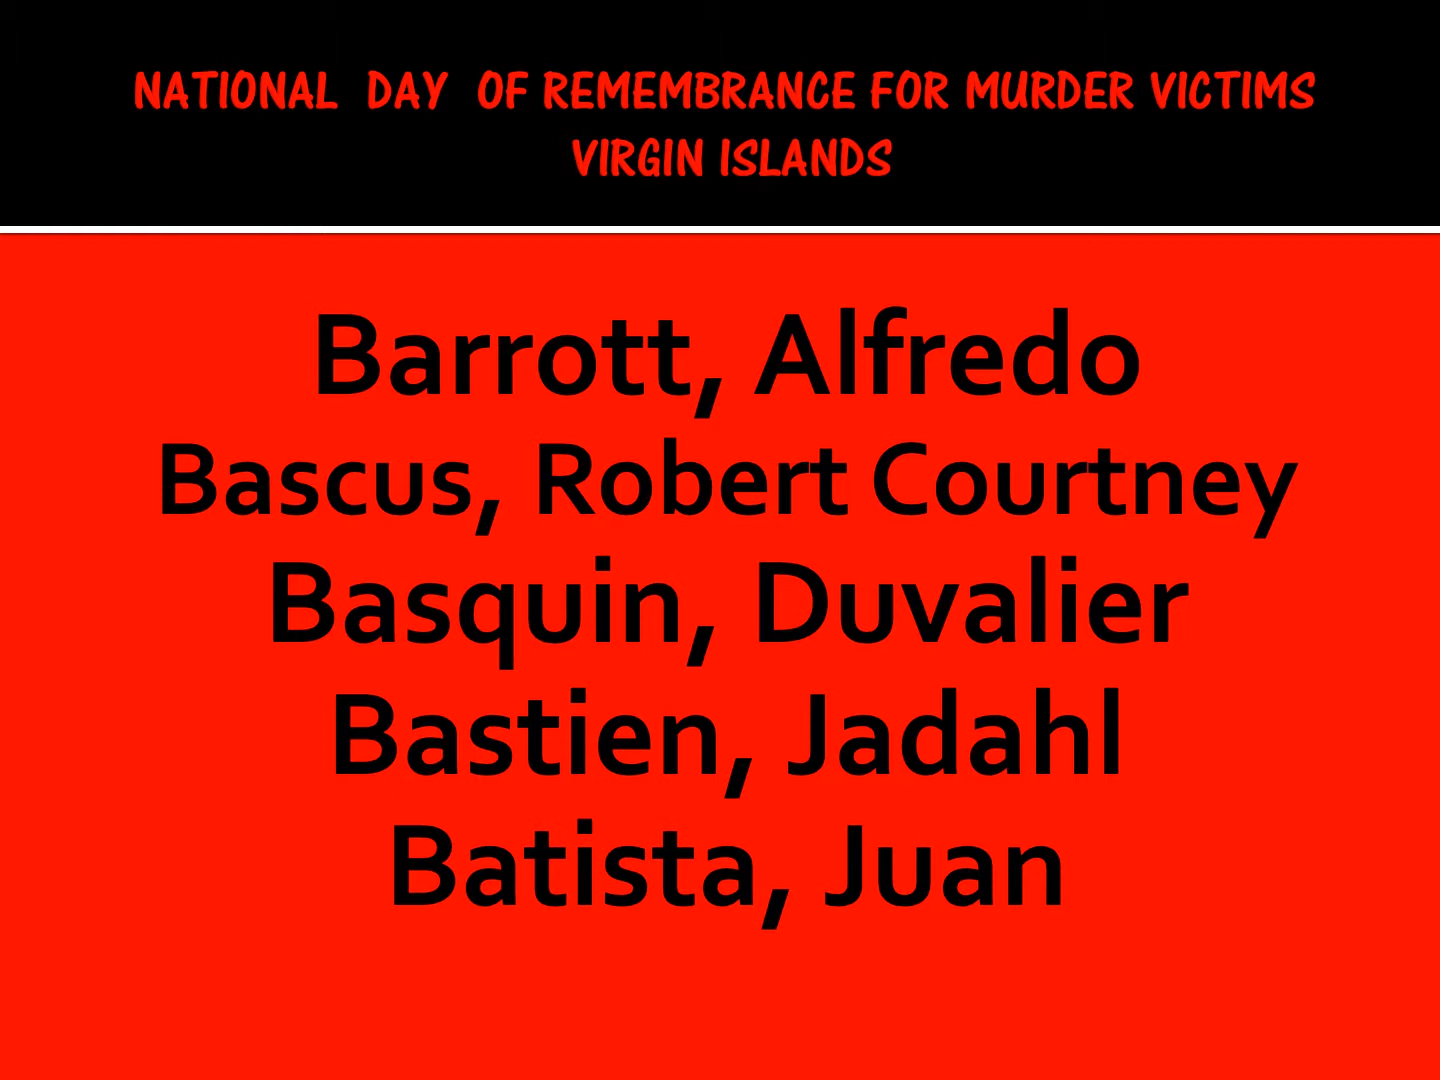 NATIONAL DAY OF REMEMBRANCE FOR MURDER VICTIMS
VIRGIN ISLANDS
Barrott, Alfredo
Bascus, Robert Courtney
Basquin, Duvalier
Bastien, Jadahl
Batista, Juan